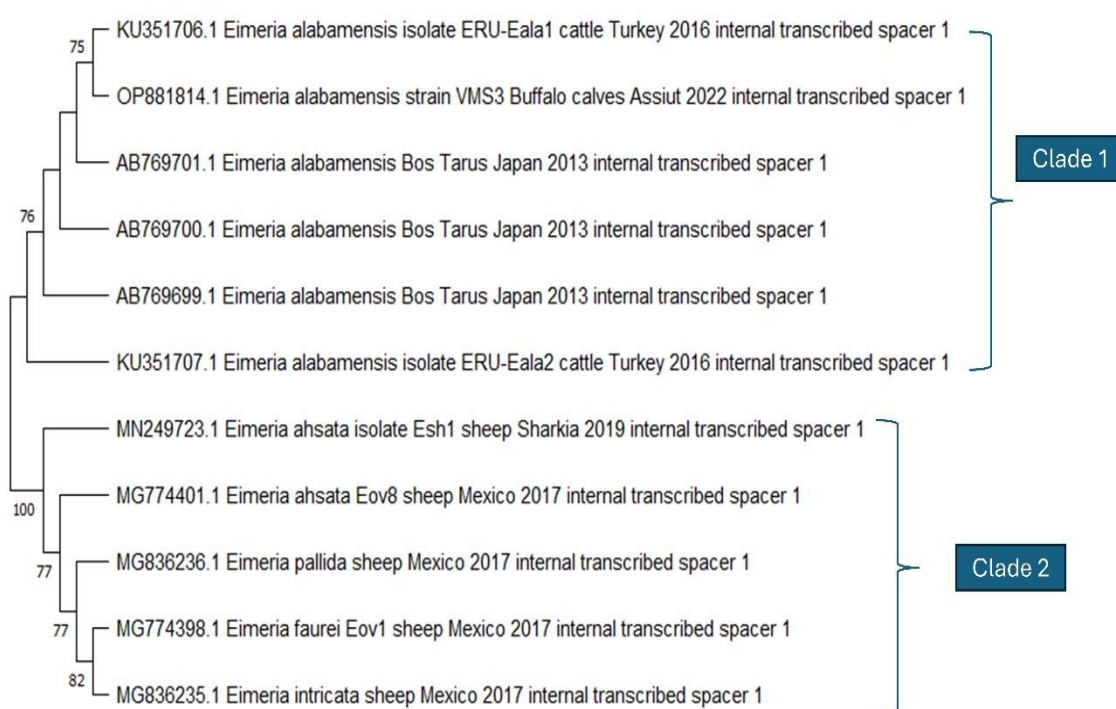 KU351706.1 Eimeria alabamensis isolate ERU-Eala1 cattle Turkey 2016 internal transcribed spacer 1
75
OP881814.1 Eimeria alabamensis strain VMS3 Buffalo calves Assiut 2022 internal transcribed spacer 1
AB769701.1 Eimeria alabamensis Bos Tarus Japan 2013 internal transcribed spacer 1
Clade 1
76
AB769700.1 Eimeria alabamensis Bos Tarus Japan 2013 internal transcribed spacer 1
AB769699.1 Eimeria alabamensis Bos Tarus Japan 2013 internal transcribed spacer 1
KU351707.1 Eimeria alabamensis isolate ERU-Eala2 cattle Turkey 2016 internal transcribed spacer 1
MN249723.1 Eimeria ahsata isolate Esh1 sheep Sharkia 2019 internal transcribed spacer 1
MG774401.1 Eimeria ahsata Eov8 sheep Mexico 2017 internal transcribed spacer 1
100
MG836236.1 Eimeria pallida sheep Mexico 2017 internal transcribed spacer 1
Clade 2
77
MG774398.1 Eimeria faurei Eov1 sheep Mexico 2017 internal transcribed spacer 1
77
82
MG836235.1 Eimeria intricata sheep Mexico 2017 internal transcribed spacer 1